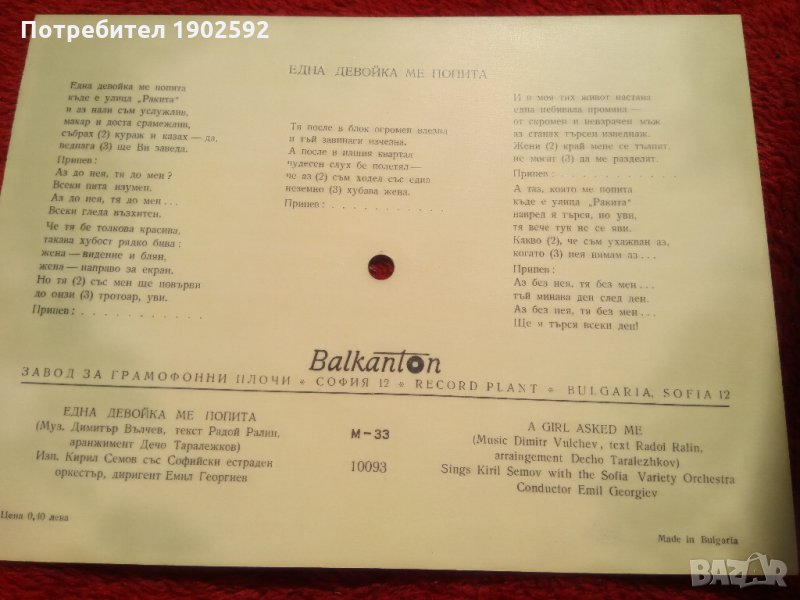 Потребител 1902592
ЕДНА ДЕВОЙКА МЕ ПОПИТА
Една девойка ме попита
къде е улица „Ракита“
и аз нали съм услужлив,
макар и доста срамежлив,
събрах (2) кураж и казах — да,
веднага (3) ще Ви заведа.
Припев:
Аз до нея, тя до мен?
Всеки пита изумен.
Аз до нея, тя до мен...
Всеки гледа възхитен.
Че тя бе толкова красива,
такава хубост рядко бива:
жена — видение и блян,
жена — направо за екран.
Но тя (2) със мен ще повърви
до онзи (3) тротоар, уви.
Припев: . . . . . . . . . . .
Тя после в блок огромен влезна
и тъй завинаги изчезна.
А после в нашия квартал
чудесен слух бе полетял —
че аз (2) съм ходел със една
неземно (3) хубава жена.
Припев: . . . . . . . . . . .
И в моя тих живот настана
една небивала промяна —
от скромен и невзрачен мъж
аз станах търсен изведнаж.
Жени (2) край мене се тълпят,
не могат (3) да ме разделят.
Припев: . . . . . . . . . . .
А таз, която ме попита
къде е улица „Ракита“
навред я търся, но уви,
тя вече тук не се яви.
Какво (2), че съм ухажван аз,
когато (3) нея нямам аз...
Припев:
Аз без нея, тя без мен...
тъй минава ден след ден.
Аз без нея, тя без мен...
Ще я търся всеки ден!
Balkanton
ЗАВОД ЗА ГРАМОФОННИ ПЛОЧИ * СОФИЯ 12 * RECORD PLANT * BULGARIA, SOFIA 12
ЕДНА ДЕВОЙКА МЕ ПОПИТА
(Муз. Димитър Вълчев, текст Радой Ралин,
аранжимент Дечо Таралежков)
Изп. Кирил Семов със Софийски естраден
оркестър, диригент Емил Георгиев
М—33
10093
A GIRL ASKED ME
(Music Dimitr Vulchev, text Radoi Ralin,
arraingement Decho Taralezhkov)
Sings Kiril Semov with the Sofia Variety Orchestra
Conductor Emil Georgiev
Цена 0,40 лева
Made in Bulgaria
BAZAR